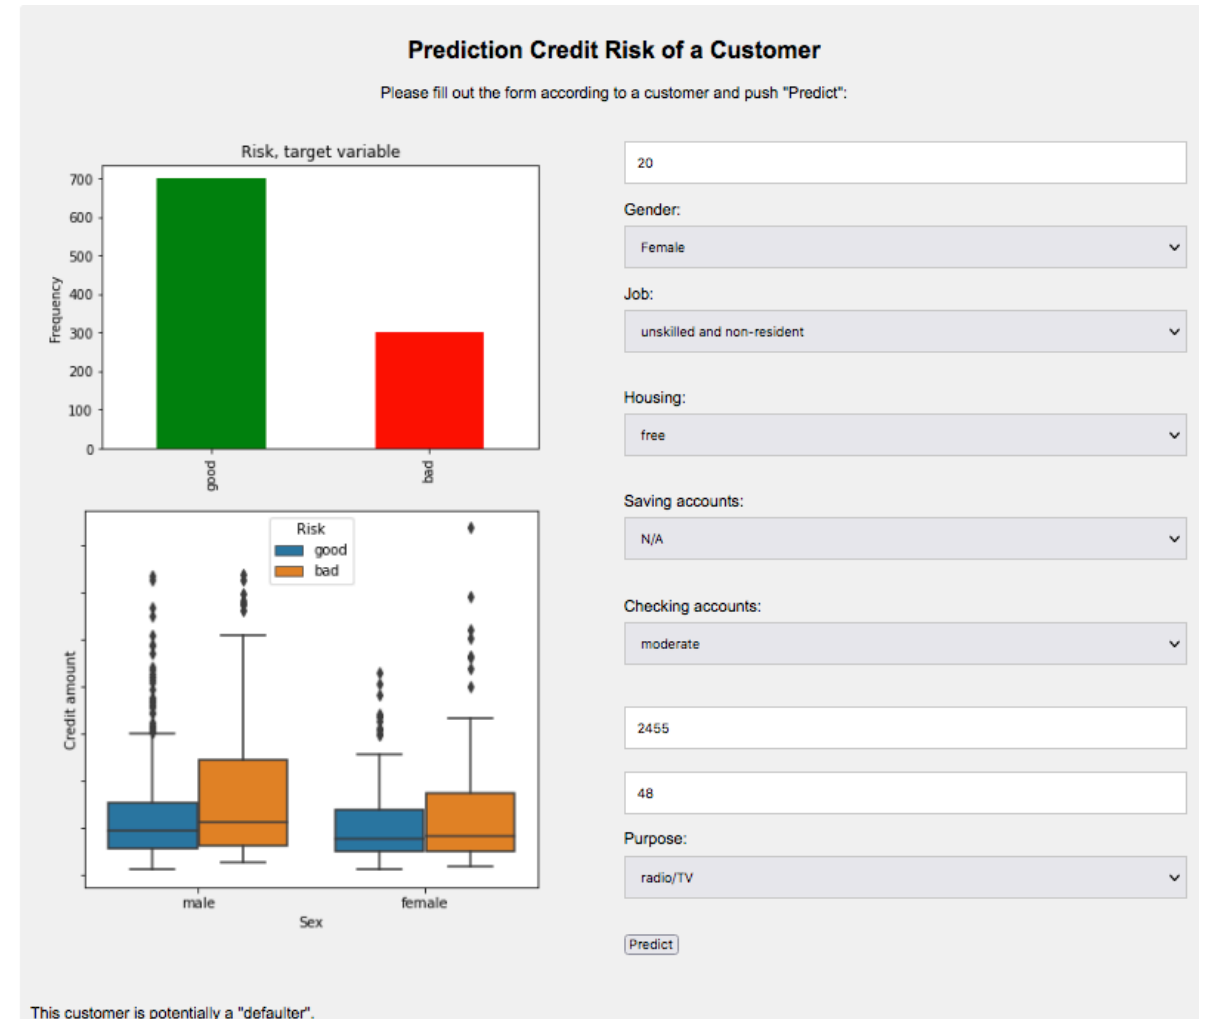 Prediction Credit Risk of a Customer
Please fill out the form according to a customer and push "Predict":
Risk, target variable
700
600
500
400
300
200
100
0
Frequency
good
bad
Risk
good
bad
Credit amount
male
female
Sex
20
Gender:
Female
Job:
unskilled and non-resident
Housing:
free
Saving accounts:
N/A
Checking accounts:
moderate
2455
48
Purpose:
radio/TV
Predict
This customer is potentially a "defaulter".